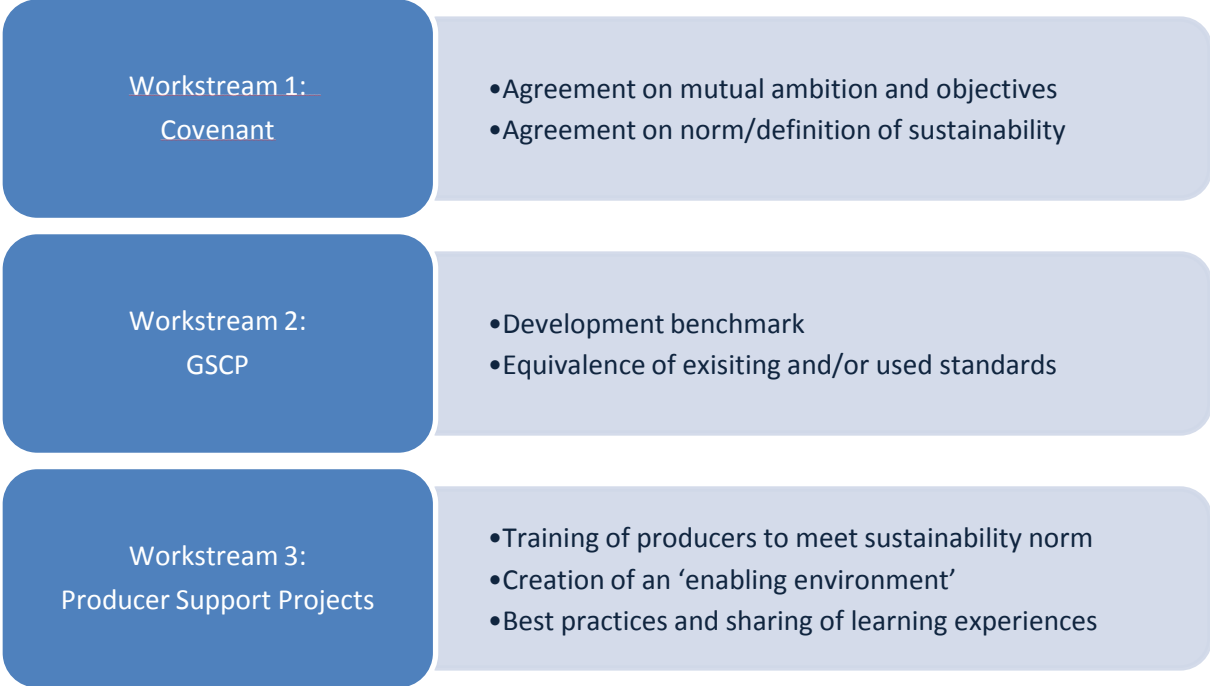 Workstream 1:
Covenant
•Agreement on mutual ambition and objectives
•Agreement on norm/definition of sustainability
Workstream 2:
GSCP
•Development benchmark
•Equivalence of exisiting and/or used standards
Workstream 3:
Producer Support Projects
•Training of producers to meet sustainability norm
•Creation of an ‘enabling environment’
•Best practices and sharing of learning experiences